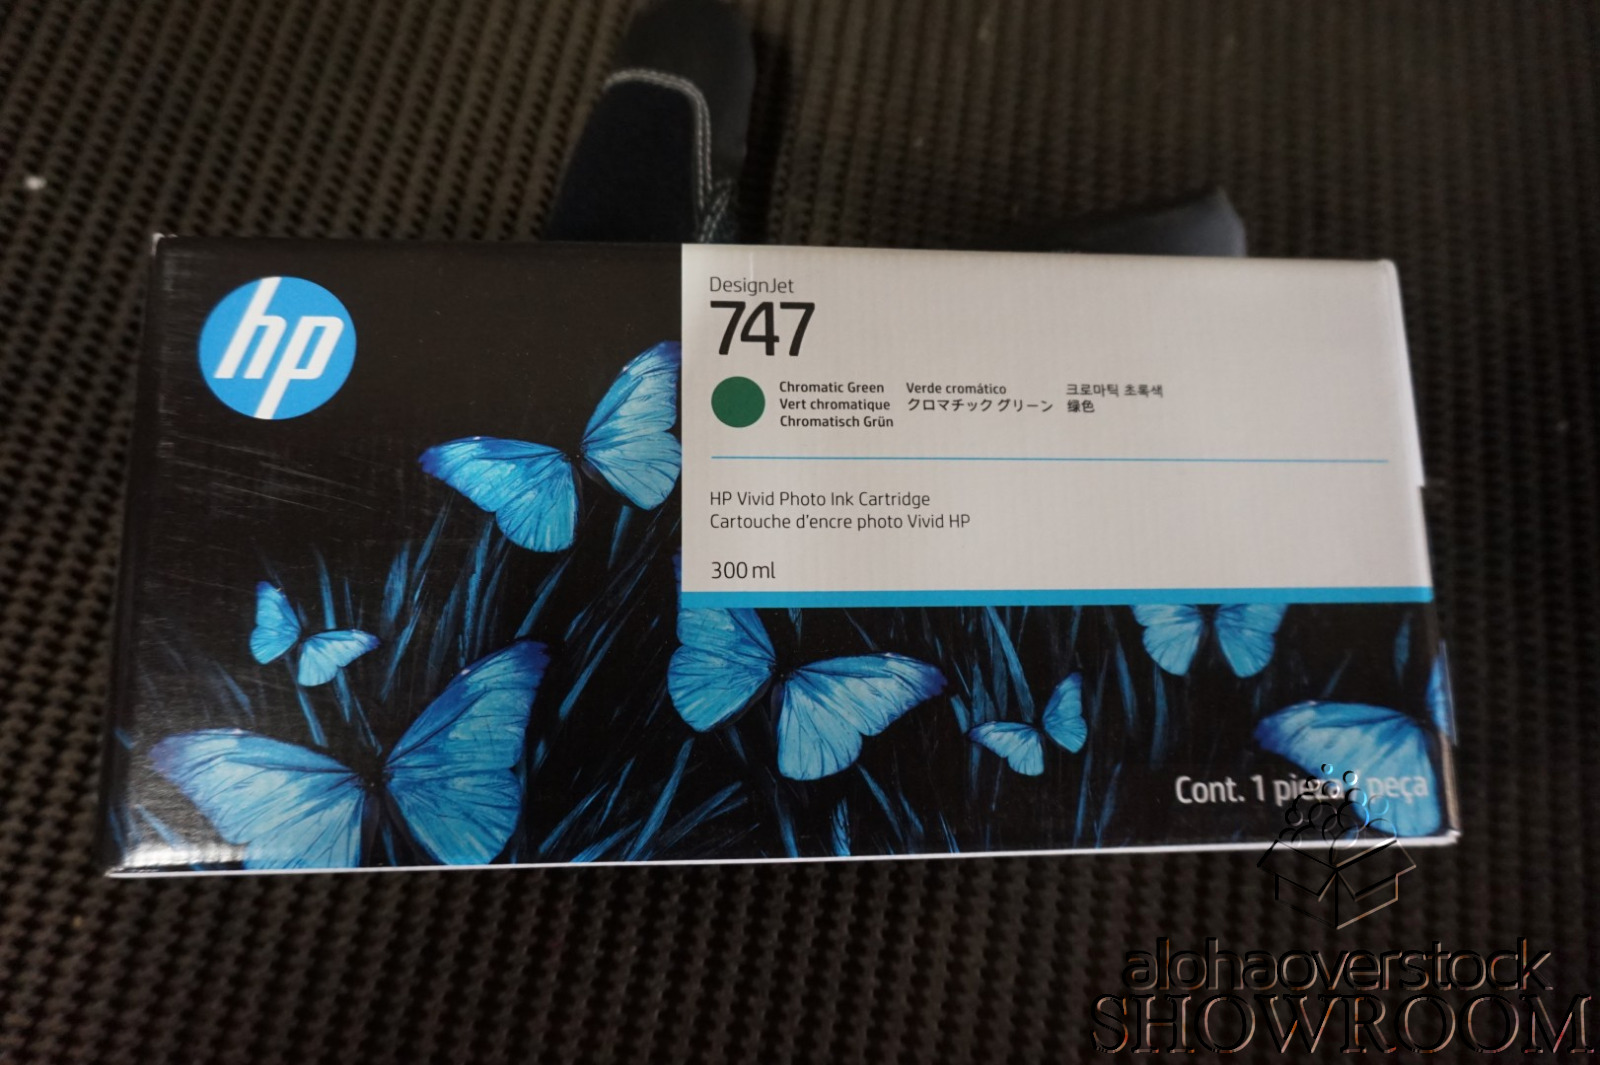 hp
DesignJet
747
Chromatic Green
Vert chromatique
Chromatisch Grün
Verde cromático
クロマチック グリーン
크로마틱 초록색
綠色
HP Vivid Photo Ink Cartridge
Cartouche d'encre photo Vivid HP
300 ml
Cont. 1 pieza / peça
alohaoverstock
SHOWROOM